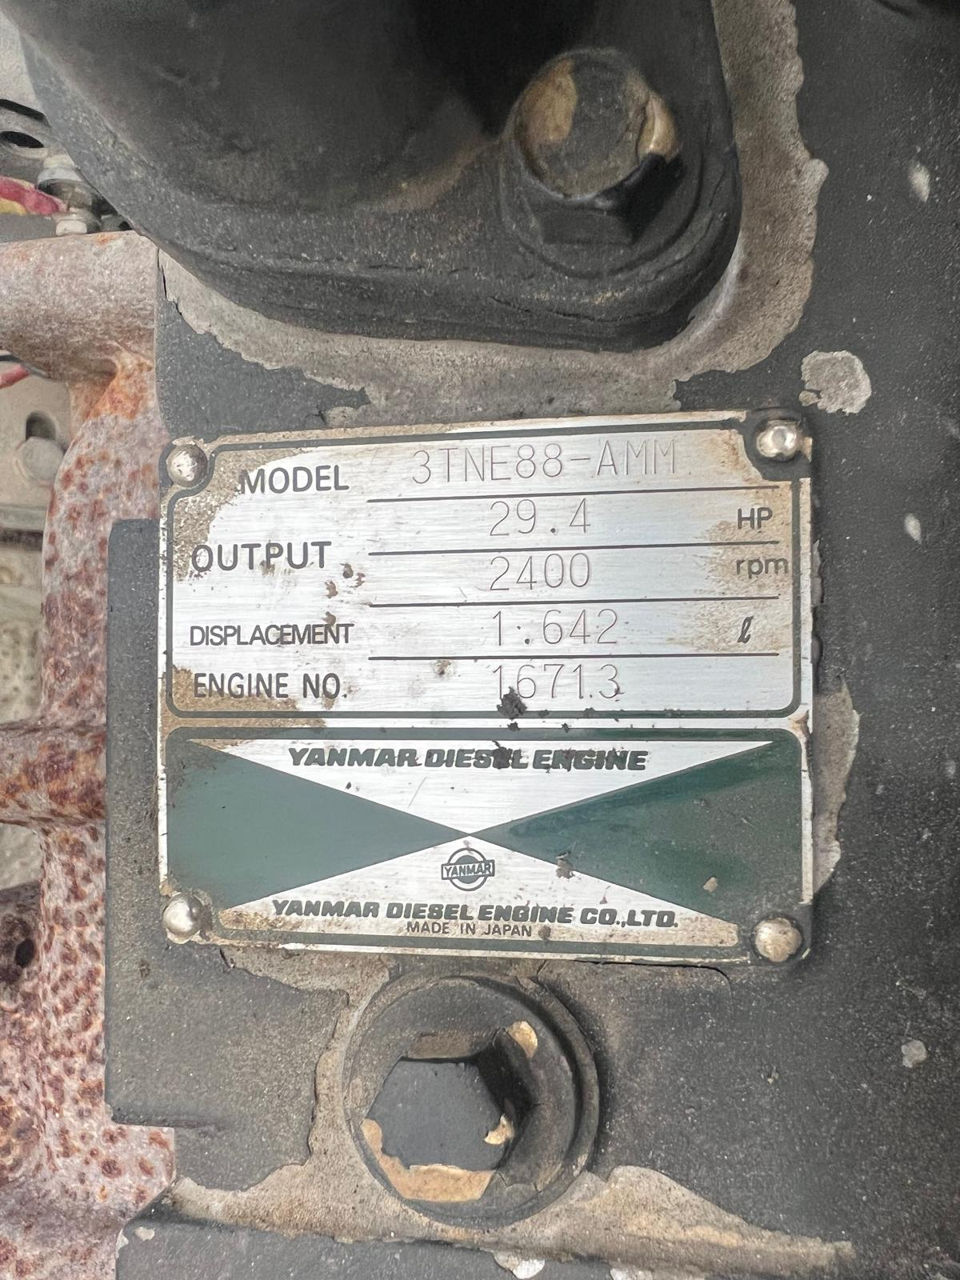 MODEL 3TNE88-AMM
OUTPUT 29.4 HP
2400 rpm
DISPLACEMENT 1.642 ℓ
ENGINE NO. 16713
YANMAR DIESEL ENGINE
YANMAR
YANMAR DIESEL ENGINE CO.,LTD.
MADE IN JAPAN